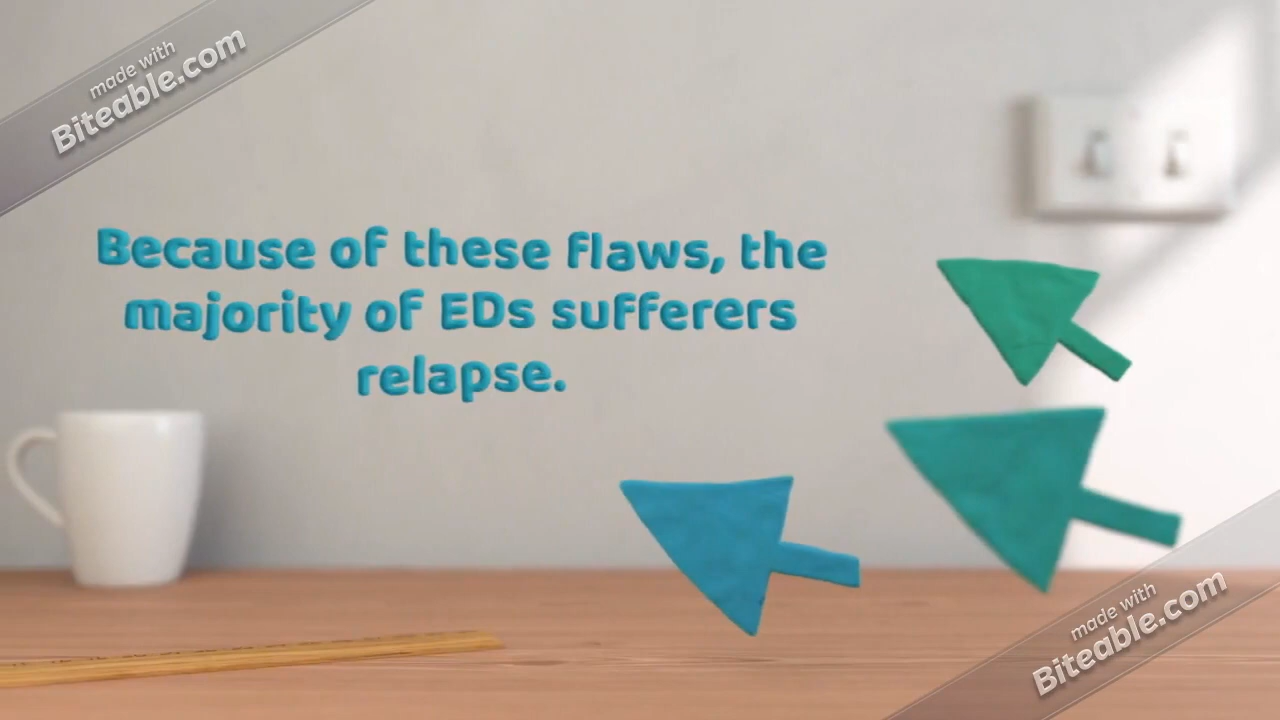 made with
Biteable.com
Because of these flaws, the
majority of EDs sufferers
relapse.
made with
Biteable.com